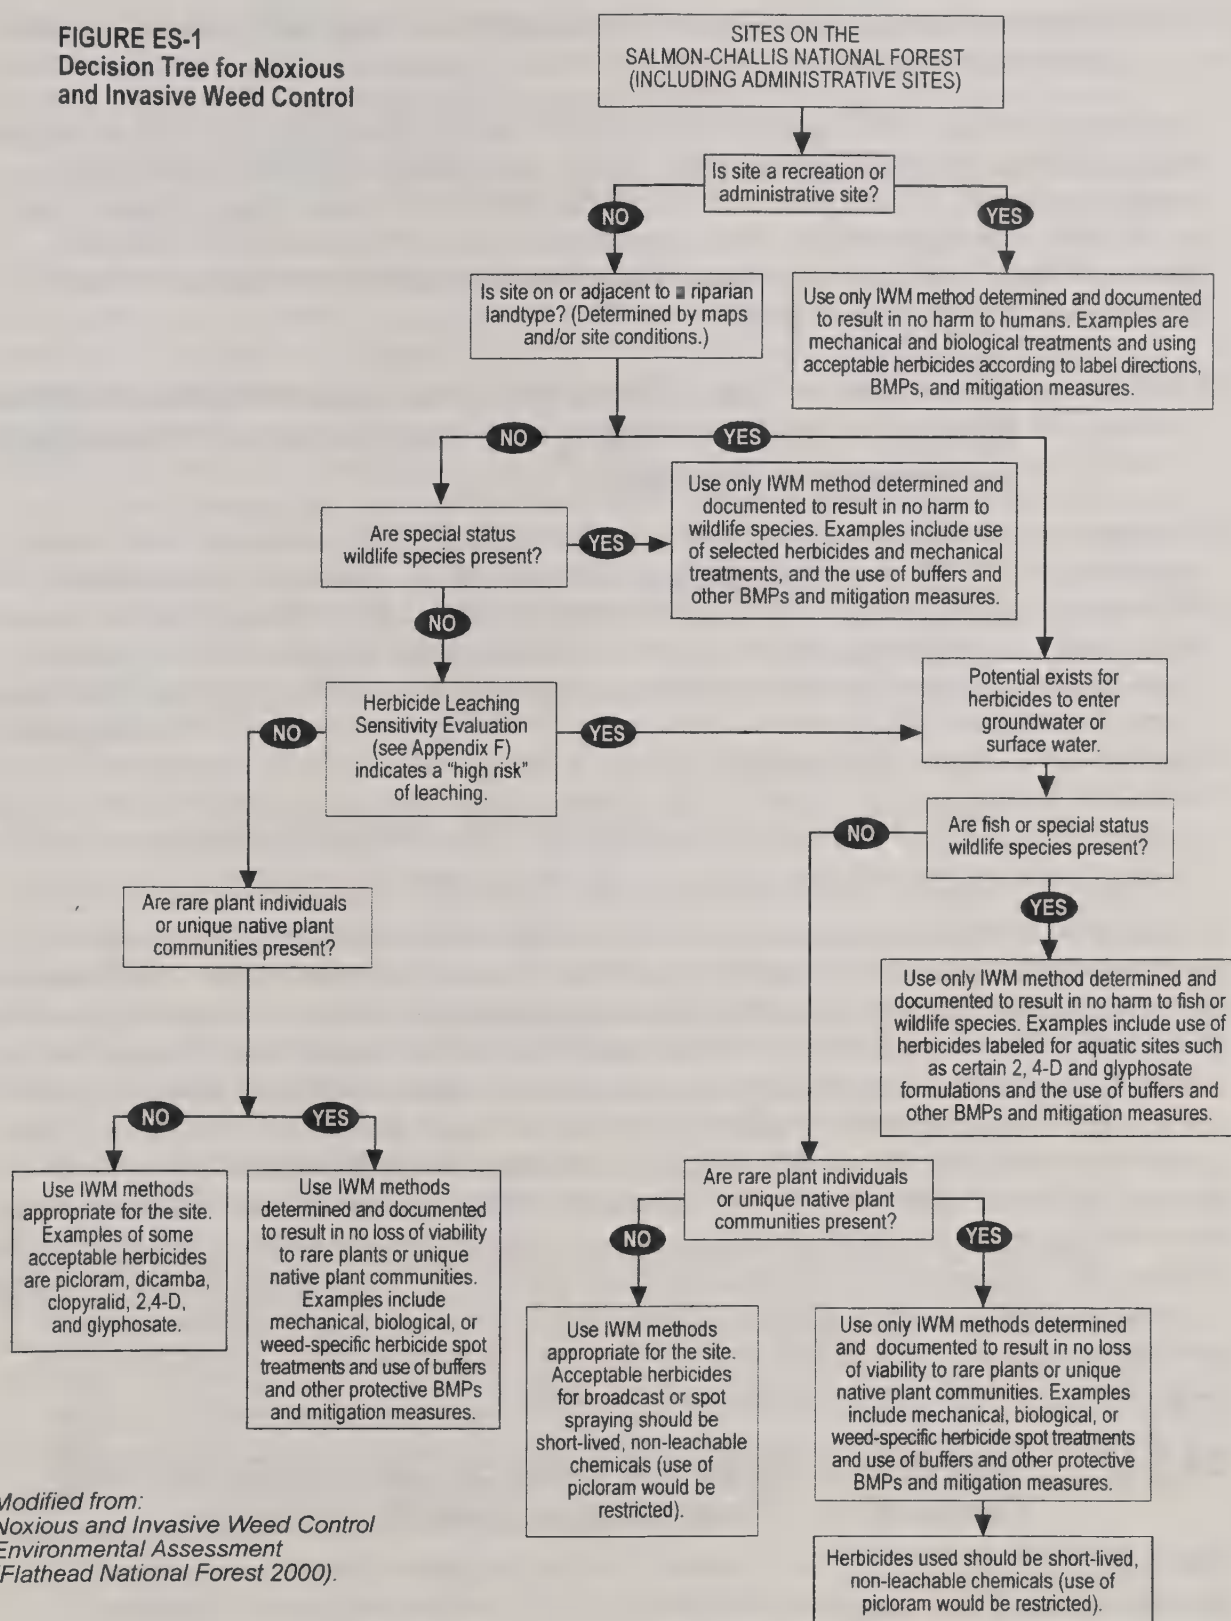 FIGURE ES-1
Decision Tree for Noxious
and Invasive Weed Control
SITES ON THE
SALMON-CHALLIS NATIONAL FOREST
(INCLUDING ADMINISTRATIVE SITES)
Is site a recreation or
administrative site?
NO
YES
Is site on or adjacent to a riparian
landtype? (Determined by maps
and/or site conditions.)
Use only IWM method determined and documented
to result in no harm to humans. Examples are
mechanical and biological treatments and using
acceptable herbicides according to label directions,
BMPs, and mitigation measures.
NO
YES
Are special status
wildlife species present?
YES
Use only IWM method determined and
documented to result in no harm to
wildlife species. Examples include use
of selected herbicides and mechanical
treatments, and the use of buffers and
other BMPs and mitigation measures.
NO
Herbicide Leaching
Sensitivity Evaluation
(see Appendix F)
indicates a "high risk"
of leaching.
NO
YES
Potential exists for
herbicides to enter
groundwater or
surface water.
Are fish or special status
wildlife species present?
NO
YES
Are rare plant individuals
or unique native plant
communities present?
Use only IWM method determined and
documented to result in no harm to fish or
wildlife species. Examples include use of
herbicides labeled for aquatic sites such
as certain 2, 4-D and glyphosate
formulations and the use of buffers and
other BMPs and mitigation measures.
NO
YES
Use IWM methods
appropriate for the site.
Examples of some
acceptable herbicides
are picloram, dicamba,
clopyralid, 2,4-D,
and glyphosate.
Use IWM methods
determined and documented
to result in no loss of viability
to rare plants or unique
native plant communities.
Examples include
mechanical, biological, or
weed-specific herbicide spot
treatments and use of buffers
and other protective BMPs
and mitigation measures.
Are rare plant individuals
or unique native plant
communities present?
NO
YES
Use IWM methods
appropriate for the site.
Acceptable herbicides
for broadcast or spot
spraying should be
short-lived, non-leachable
chemicals (use of
picloram would be
restricted).
Use only IWM methods determined
and documented to result in no loss
of viability to rare plants or unique
native plant communities. Examples
include mechanical, biological, or
weed-specific herbicide spot treatments
and use of buffers and other protective
BMPs and mitigation measures.
Herbicides used should be short-lived,
non-leachable chemicals (use of
picloram would be restricted).
Modified from:
Noxious and Invasive Weed Control
Environmental Assessment
(Flathead National Forest 2000).